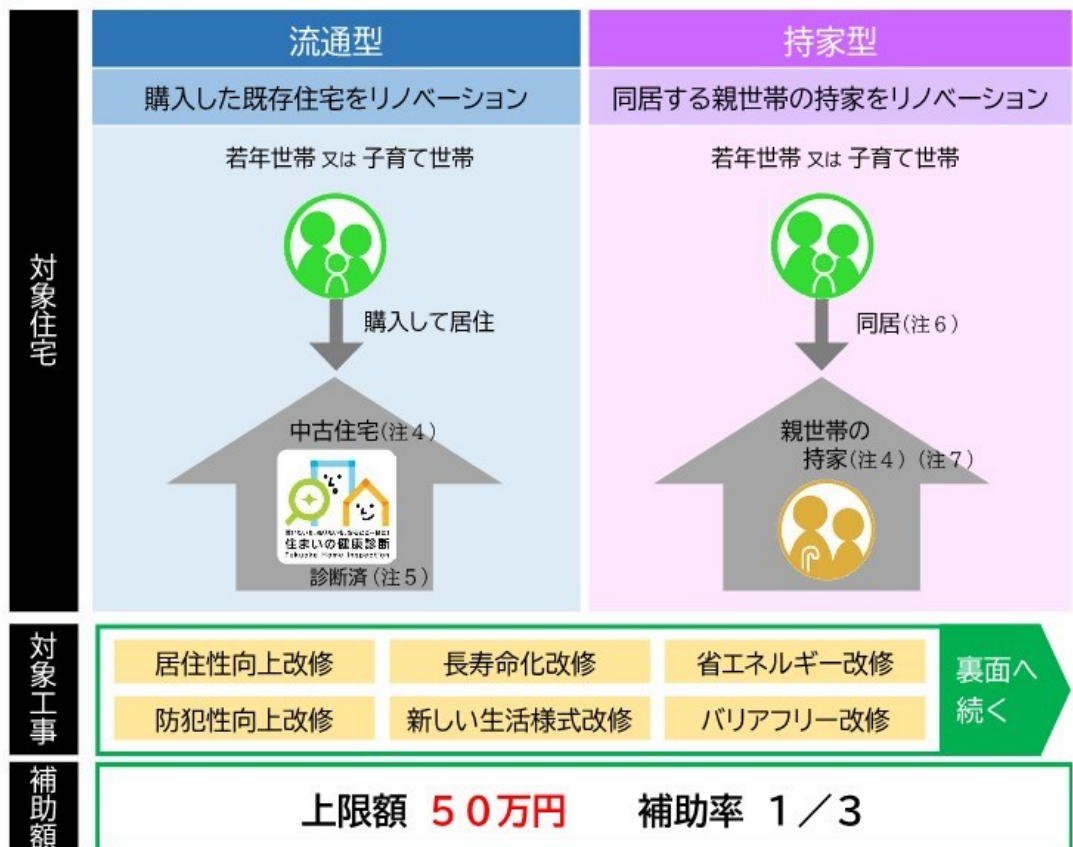 対象住宅
流通型
購入した既存住宅をリノベーション
若年世帯 又は 子育て世帯
購入して居住
中古住宅(注4)
住まいの健康診断
Fukuoka Home Inspection
診断済(注5)
持家型
同居する親世帯の持家をリノベーション
若年世帯 又は 子育て世帯
同居(注6)
親世帯の
持家(注4)(注7)
対象工事
居住性向上改修
長寿命化改修
省エネルギー改修
防犯性向上改修
新しい生活様式改修
バリアフリー改修
裏面へ
続く
補助額
上限額 50万円 補助率 1/3